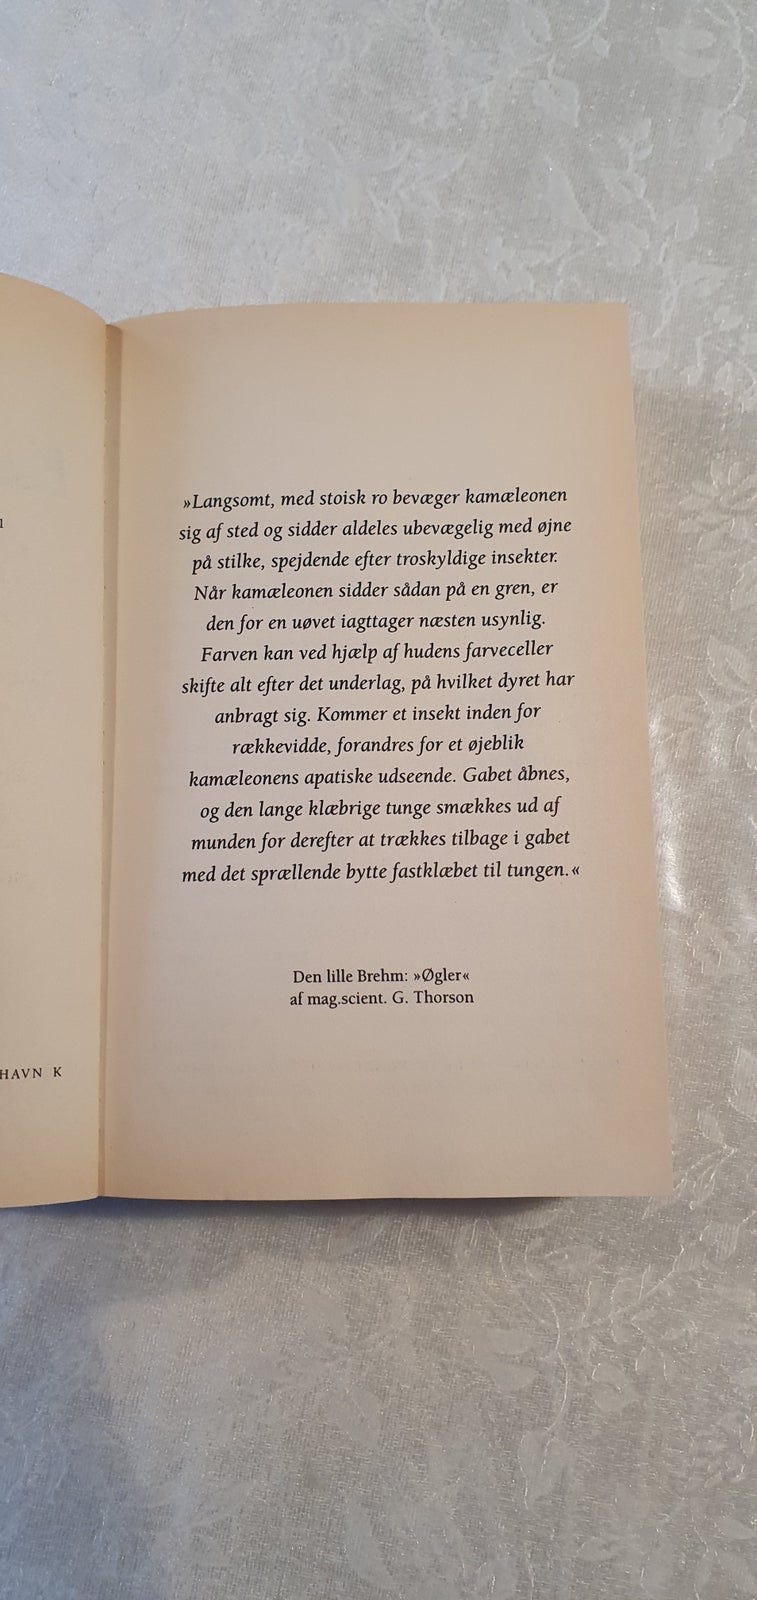 1
HAVN K
»Langsomt, med stoisk ro bevæger kamæleonen
sig af sted og sidder aldeles ubevægelig med øjne
på stilke, spejdende efter troskyldige insekter.
Når kamæleonen sidder sådan på en gren, er
den for en uøvet iagttager næsten usynlig.
Farven kan ved hjælp af hudens farveceller
skifte alt efter det underlag, på hvilket dyret har
anbragt sig. Kommer et insekt inden for
rækkevidde, forandres for et øjeblik
kamæleonens apatiske udseende. Gabet åbnes,
og den lange klæbrige tunge smækkes ud af
munden for derefter at trækkes tilbage i gabet
med det sprællende bytte fastklæbet til tungen.«
Den lille Brehm: »Øgler«
af mag.scient. G. Thorson